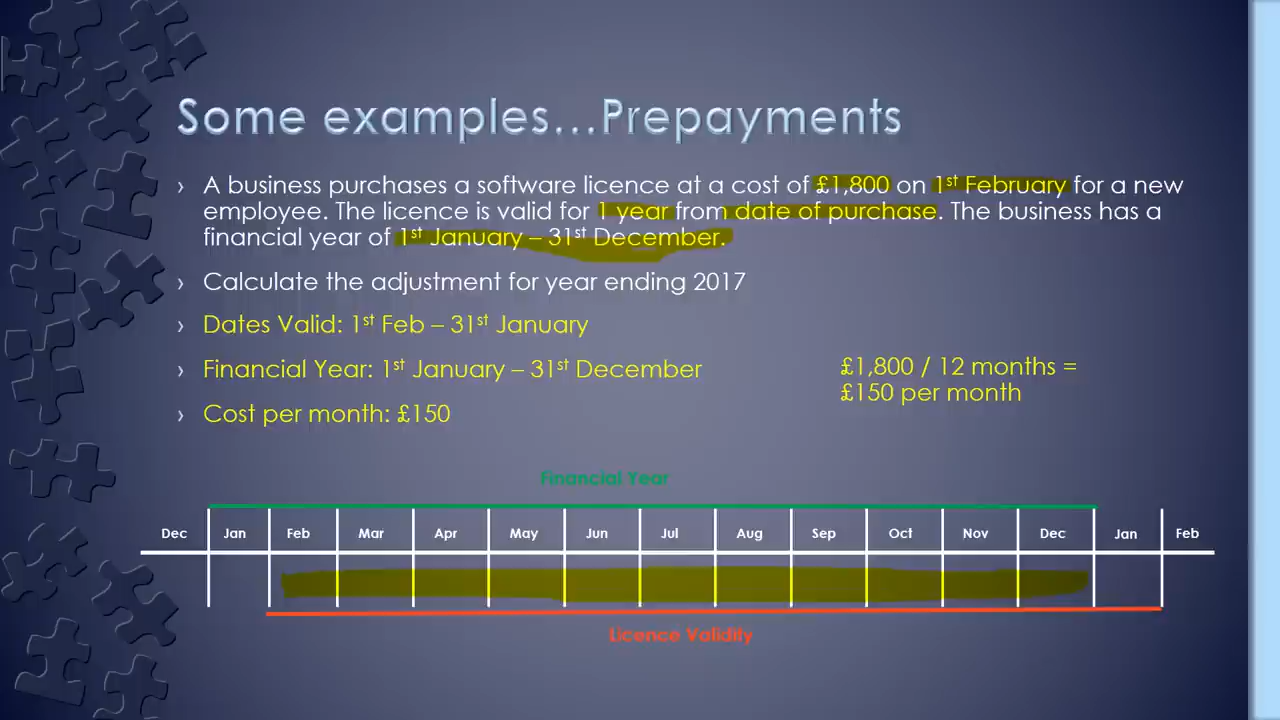 Some examples...Prepayments
› A business purchases a software licence at a cost of £1,800 on 1st February for a new
employee. The licence is valid for 1 year from date of purchase. The business has a
financial year of 1st January – 31st December.
› Calculate the adjustment for year ending 2017
› Dates Valid: 1st Feb – 31st January
› Financial Year: 1st January – 31st December
£1,800 / 12 months =
£150 per month
› Cost per month: £150
Financial Year
Dec Jan Feb Mar Apr May Jun Jul Aug Sep Oct Nov Dec Jan Feb
Licence Validity